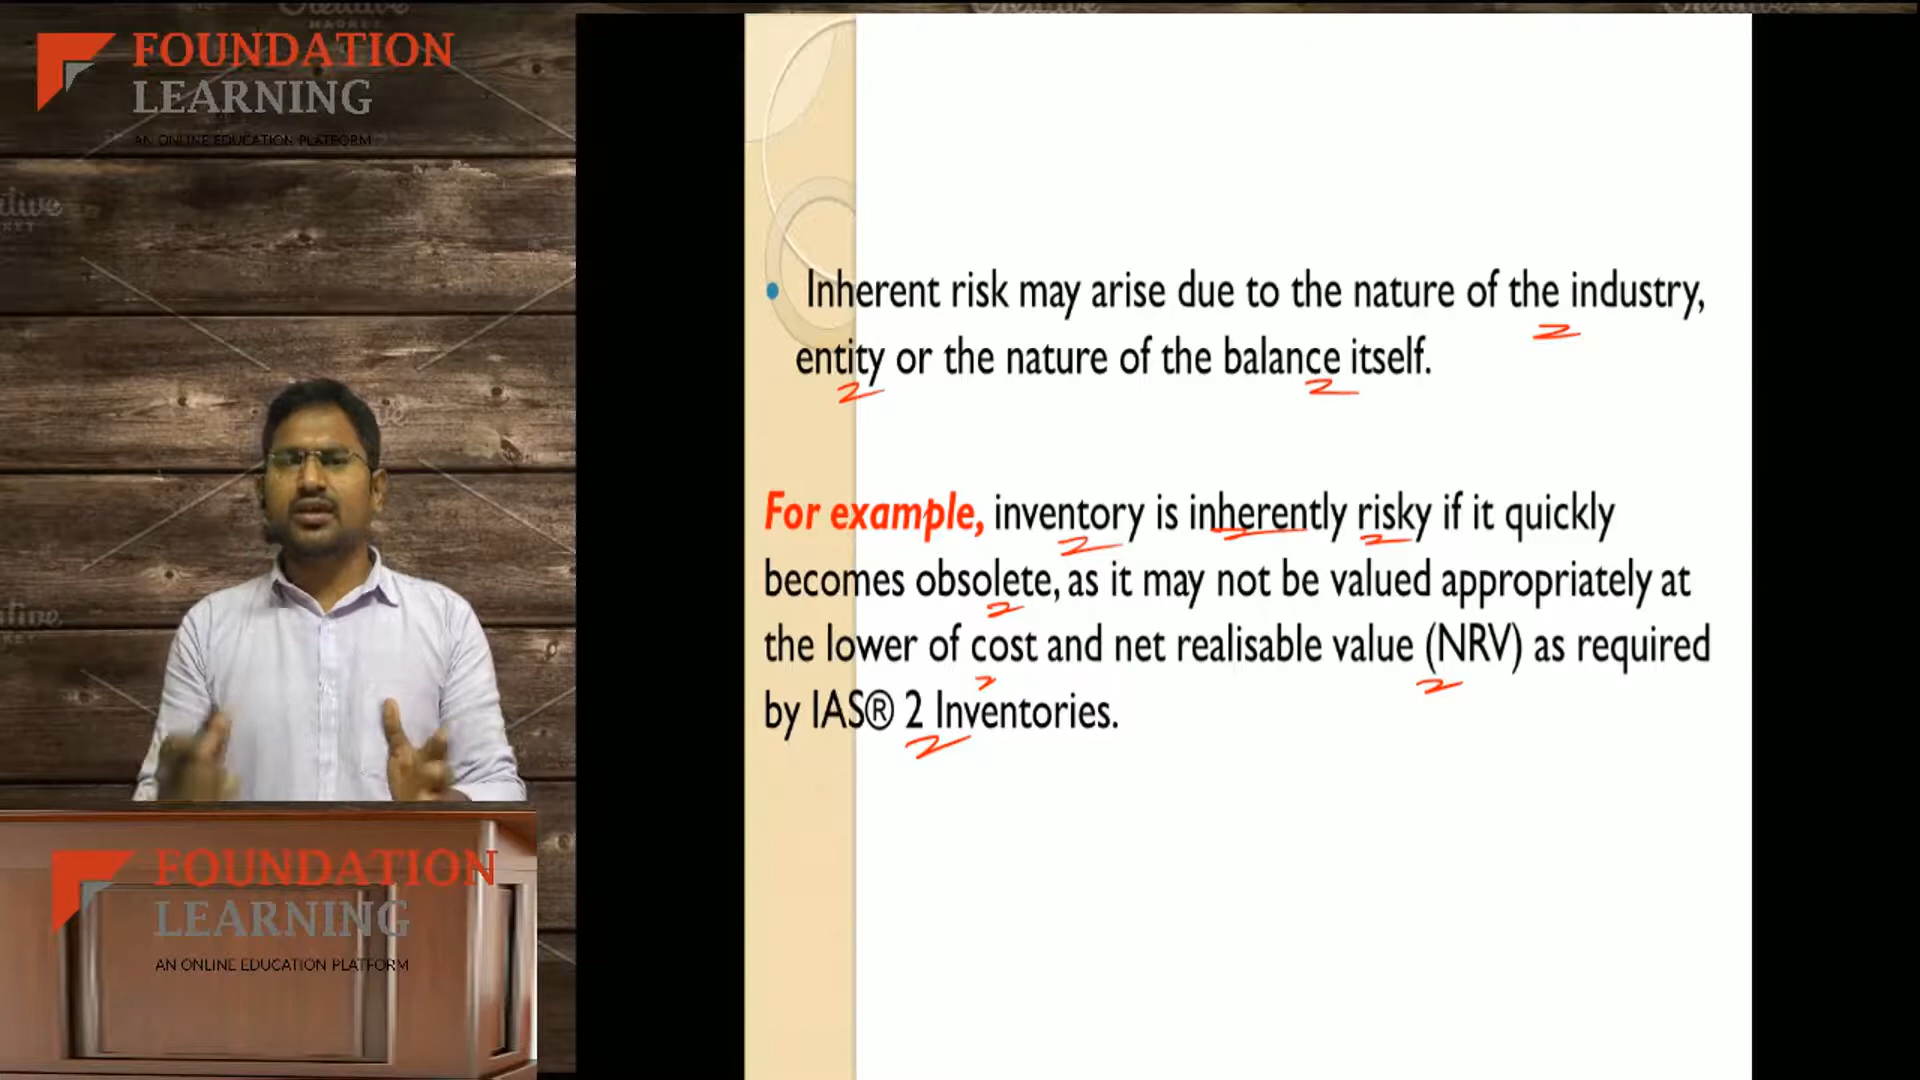 FOUNDATION
LEARNING
AN ONLINE EDUCATION PLATFORM
Creative
MARKET
• Inherent risk may arise due to the nature of the industry,
entity or the nature of the balance itself.
For example, inventory is inherently risky if it quickly
becomes obsolete, as it may not be valued appropriately at
the lower of cost and net realisable value (NRV) as required
by IAS® 2 Inventories.
FOUNDATION
LEARNING
AN ONLINE EDUCATION PLATFORM